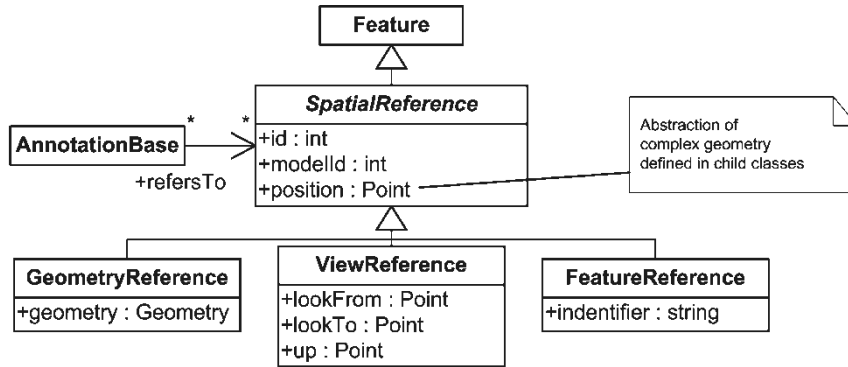 Feature
SpatialReference
+id : int
+modelId : int
+position : Point
*
*
AnnotationBase
+refersTo
Abstraction of
complex geometry
defined in child classes
GeometryReference
+geometry : Geometry
ViewReference
+lookFrom : Point
+lookTo : Point
+up : Point
FeatureReference
+indentifier : string